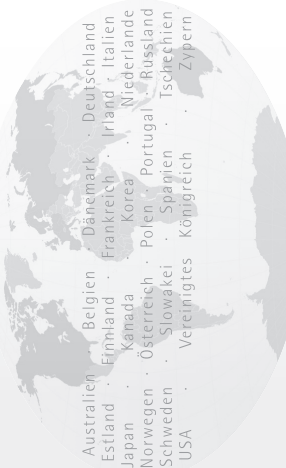 Australien · Belgien · Dänemark · Deutschland
Estland · Finnland · Frankreich · Irland · Italien
Japan · Kanada · Korea · Niederlande
Norwegen · Österreich · Polen · Portugal · Russland
Schweden · Slowakei · Spanien · Tschechien
USA · Vereinigtes Königreich · Zypern